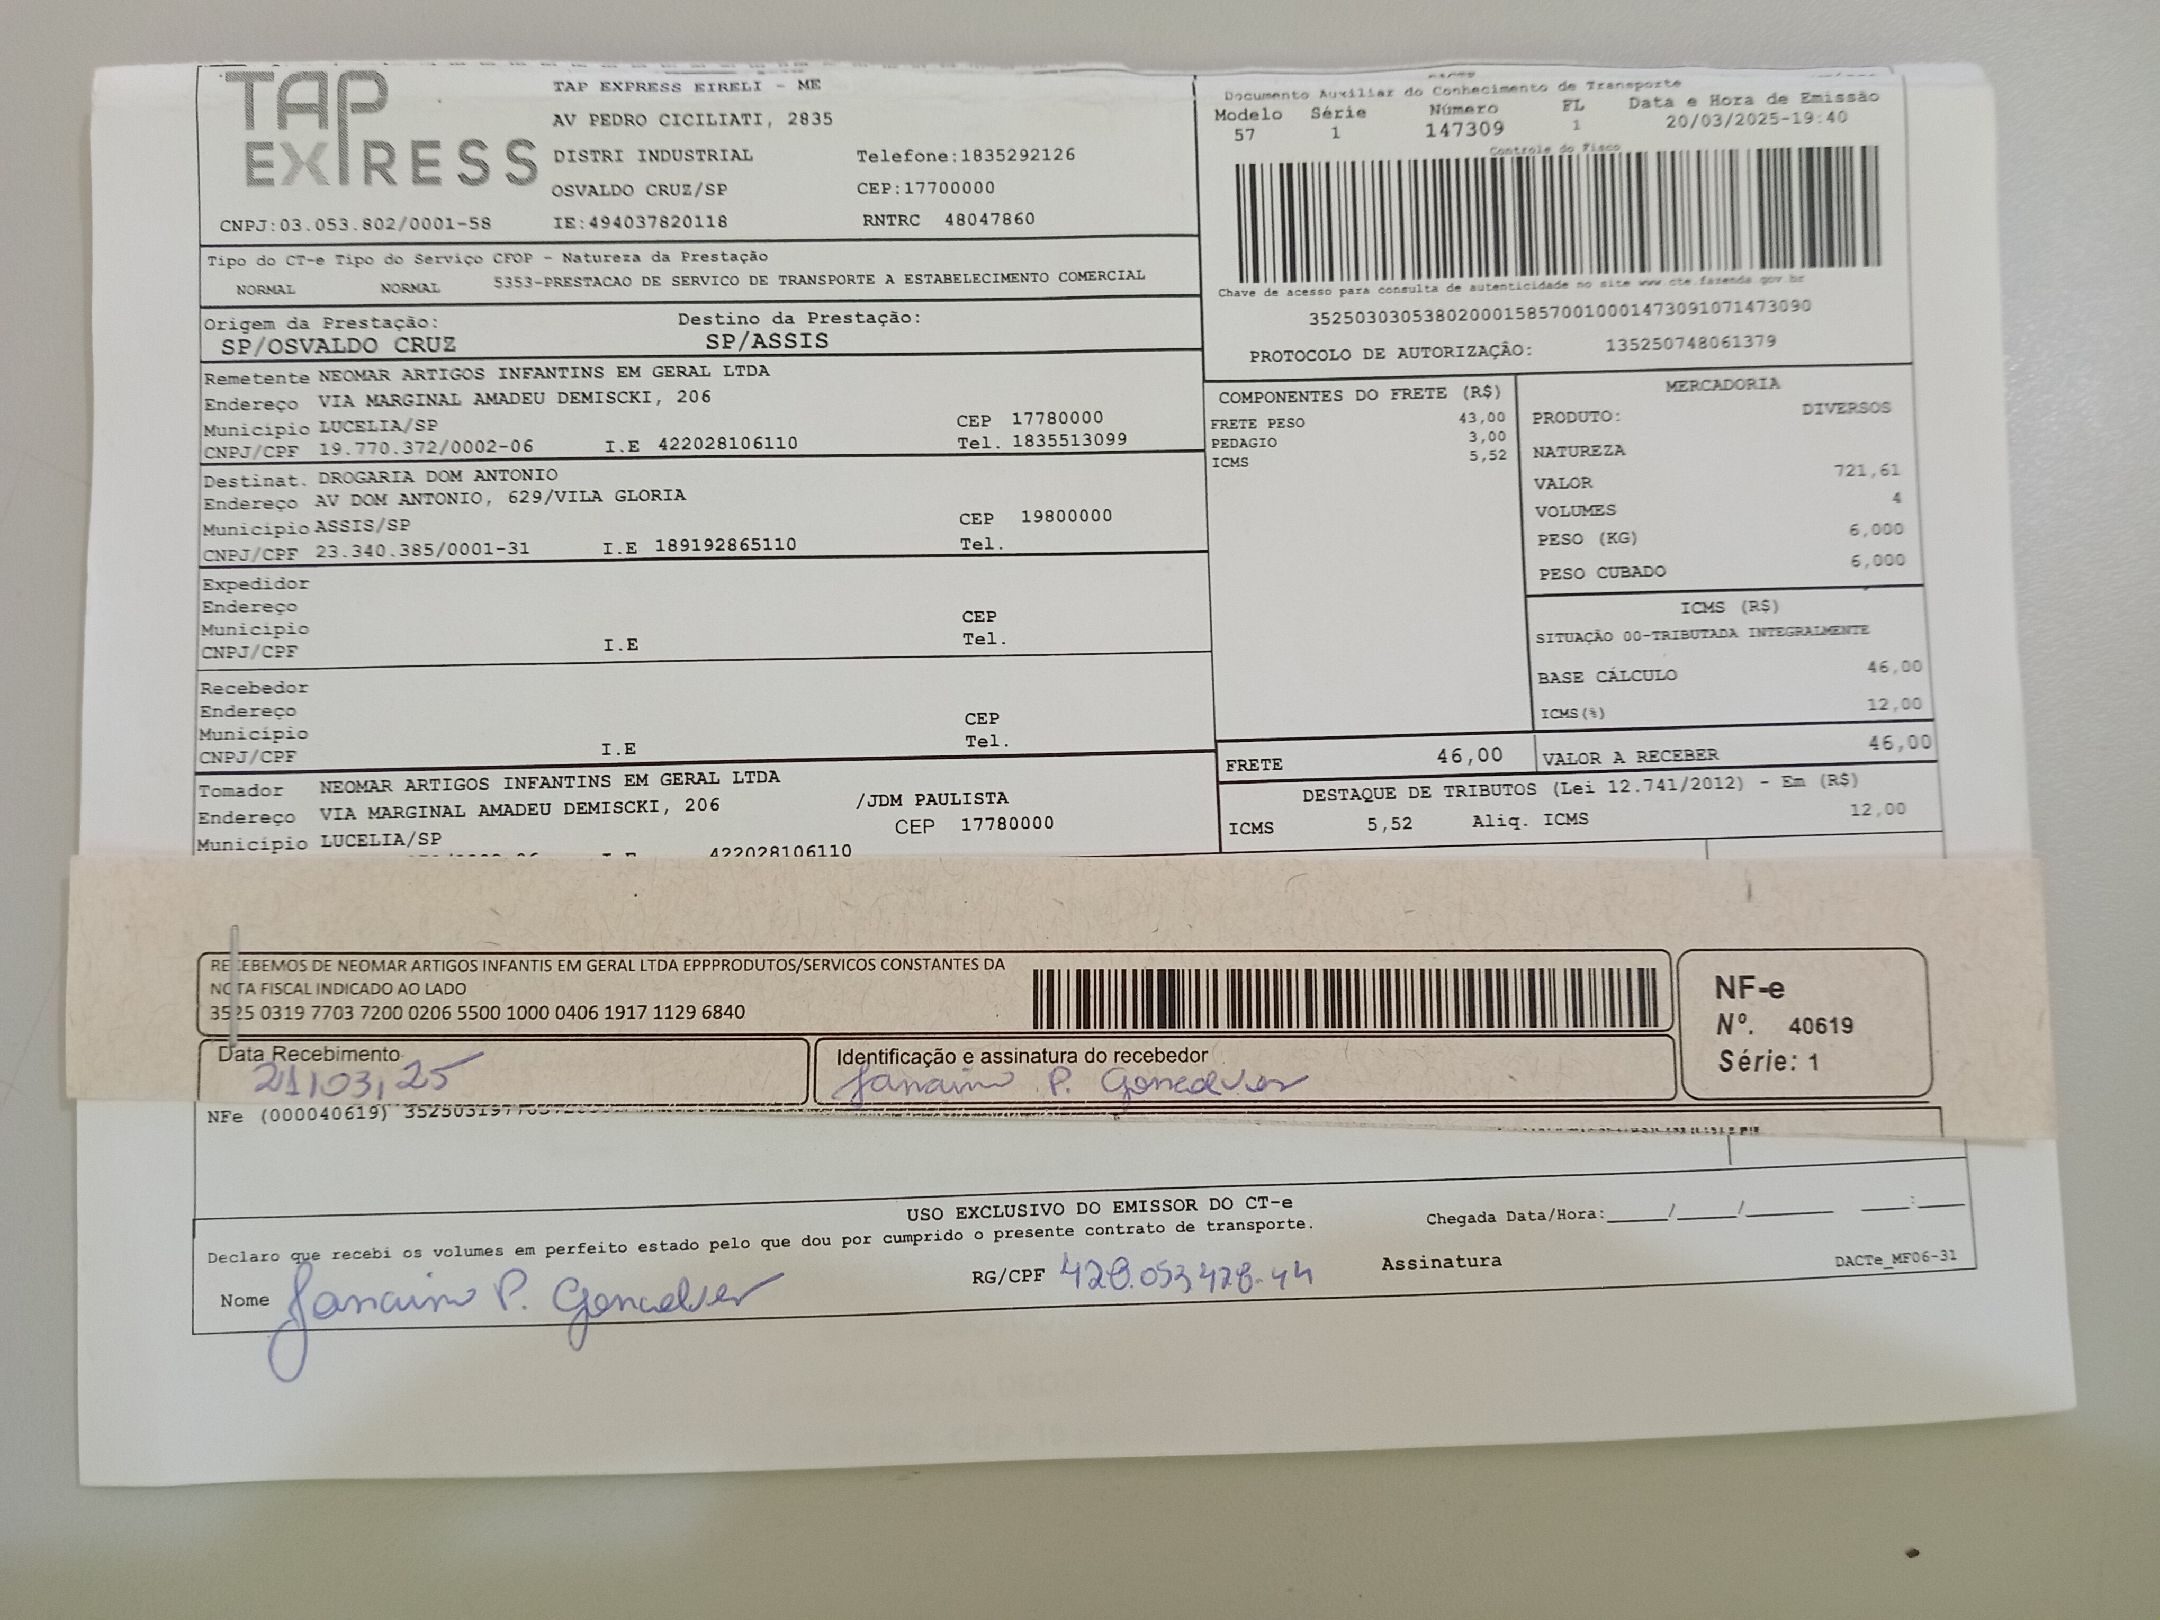 TAP
EXPRESS
TAP EXPRESS EIRELI - ME
AV PEDRO CICILIATI, 2835
DISTRI INDUSTRIAL Telefone:1835292126
OSVALDO CRUZ/SP CEP:17700000
CNPJ:03.053.802/0001-58 IE:494037820118 RNTRC 48047860
Documento Auxiliar do Conhecimento de Transporte
Modelo Série Número FL Data e Hora de Emissão
57 1 147309 1 20/03/2025-19:40
Controle do Fisco
Chave de acesso para consulta de autenticidade no site www.cte.fazenda.gov.br
35250303053802000158570010001473091071473090
PROTOCOLO DE AUTORIZAÇÃO: 135250748061379
Tipo do CT-e Tipo do Serviço CFOP - Natureza da Prestação
NORMAL NORMAL 5353-PRESTACAO DE SERVICO DE TRANSPORTE A ESTABELECIMENTO COMERCIAL
Origem da Prestação: Destino da Prestação:
SP/OSVALDO CRUZ SP/ASSIS
Remetente NEOMAR ARTIGOS INFANTINS EM GERAL LTDA
Endereço VIA MARGINAL AMADEU DEMISCKI, 206
Municipio LUCELIA/SP CEP 17780000
CNPJ/CPF 19.770.372/0002-06 I.E 422028106110 Tel. 1835513099
Destinat. DROGARIA DOM ANTONIO
Endereço AV DOM ANTONIO, 629/VILA GLORIA
Municipio ASSIS/SP CEP 19800000
CNPJ/CPF 23.340.385/0001-31 I.E 189192865110 Tel.
Expedidor
Endereço
Municipio CEP
CNPJ/CPF I.E Tel.
Recebedor
Endereço
Municipio CEP
CNPJ/CPF I.E Tel.
Tomador NEOMAR ARTIGOS INFANTINS EM GERAL LTDA
Endereço VIA MARGINAL AMADEU DEMISCKI, 206 /JDM PAULISTA
Município LUCELIA/SP CEP 17780000
422028106110
COMPONENTES DO FRETE (R$)
FRETE PESO 43,00
PEDAGIO 3,00
ICMS 5,52
MERCADORIA
PRODUTO: DIVERSOS
NATUREZA
VALOR 721,61
VOLUMES 4
PESO (KG) 6,000
PESO CUBADO 6,000
ICMS (R$)
SITUAÇÃO 00-TRIBUTADA INTEGRALMENTE
BASE CÁLCULO 46,00
ICMS(%) 12,00
FRETE 46,00 VALOR A RECEBER 46,00
DESTAQUE DE TRIBUTOS (Lei 12.741/2012) - Em (R$)
ICMS 5,52 Aliq. ICMS 12,00
RECEBEMOS DE NEOMAR ARTIGOS INFANTIS EM GERAL LTDA EPPPRODUTOS/SERVICOS CONSTANTES DA
NOTA FISCAL INDICADO AO LADO
3525 0319 7703 7200 0206 5500 1000 0406 1917 1129 6840
NF-e
Nº. 40619
Série: 1
Data Recebimento
21/03/25
Identificação e assinatura do recebedor
Janaina P. Goncalves
NFe (000040619)
USO EXCLUSIVO DO EMISSOR DO CT-e
Declaro que recebi os volumes em perfeito estado pelo que dou por cumprido o presente contrato de transporte.
Chegada Data/Hora:_____/_____/_______ ____:____
Nome Janaina P. Goncalves RG/CPF 428.053428-44 Assinatura
DACTe_MF06-31